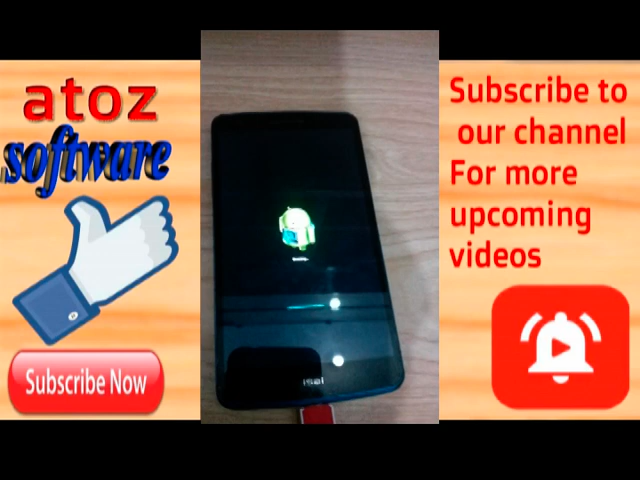 atoz
software
Subscribe Now
Subscribe to
our channel
For more
upcoming
videos